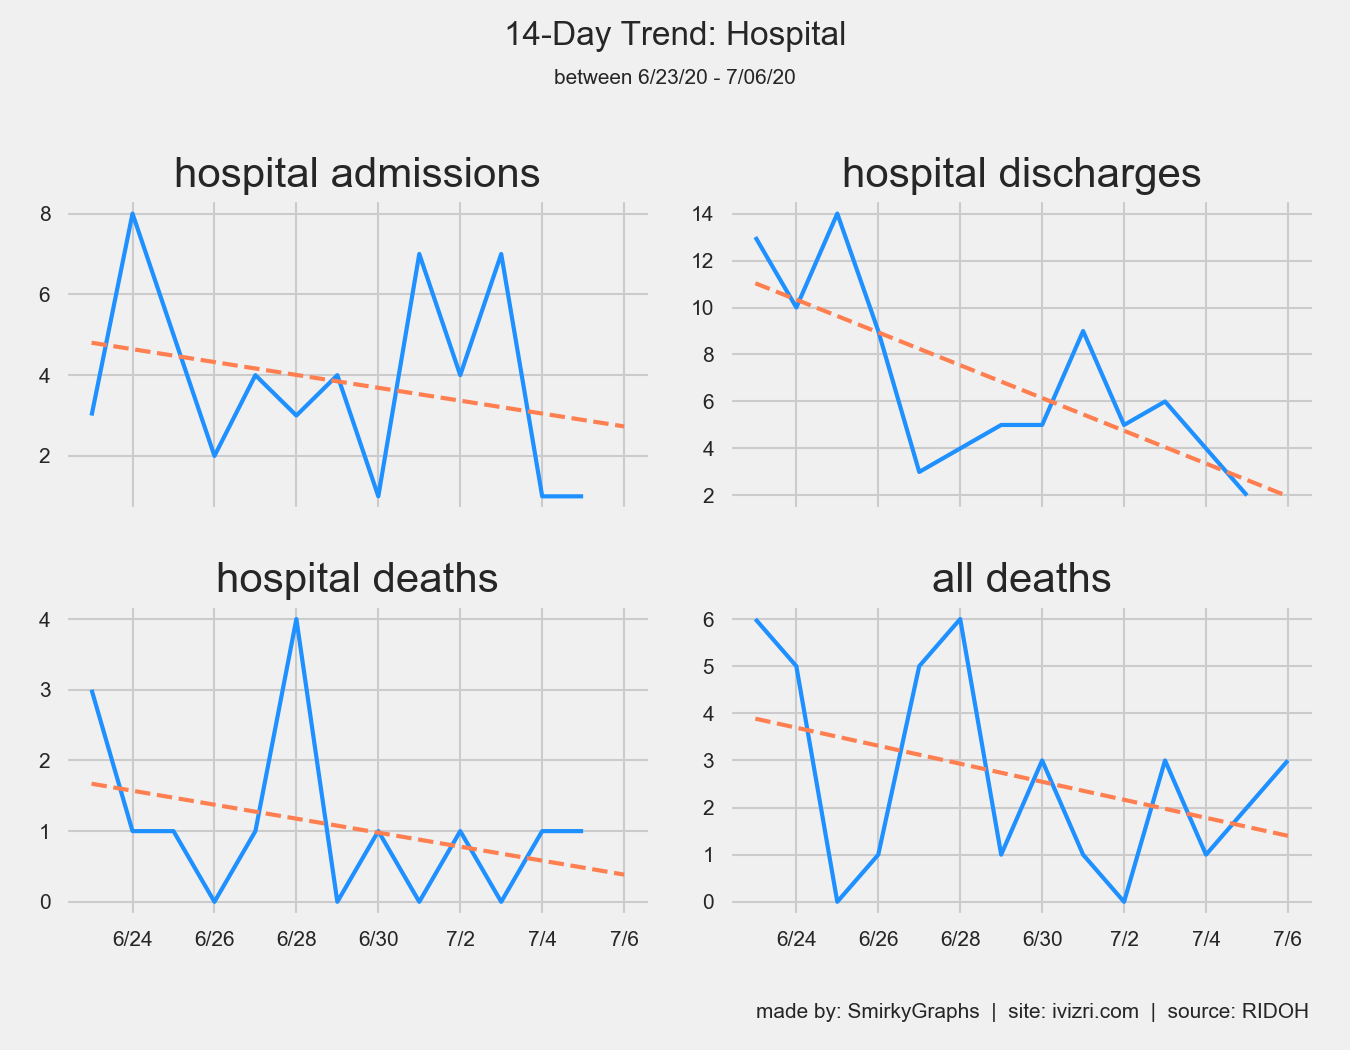 14-Day Trend: Hospital
between 6/23/20 - 7/06/20
hospital admissions
8
6
4
2
hospital discharges
14
12
10
8
6
4
2
hospital deaths
4
3
2
1
0
6/24 6/26 6/28 6/30 7/2 7/4 7/6
all deaths
6
5
4
3
2
1
0
6/24 6/26 6/28 6/30 7/2 7/4 7/6
made by: SmirkyGraphs | site: ivizri.com | source: RIDOH